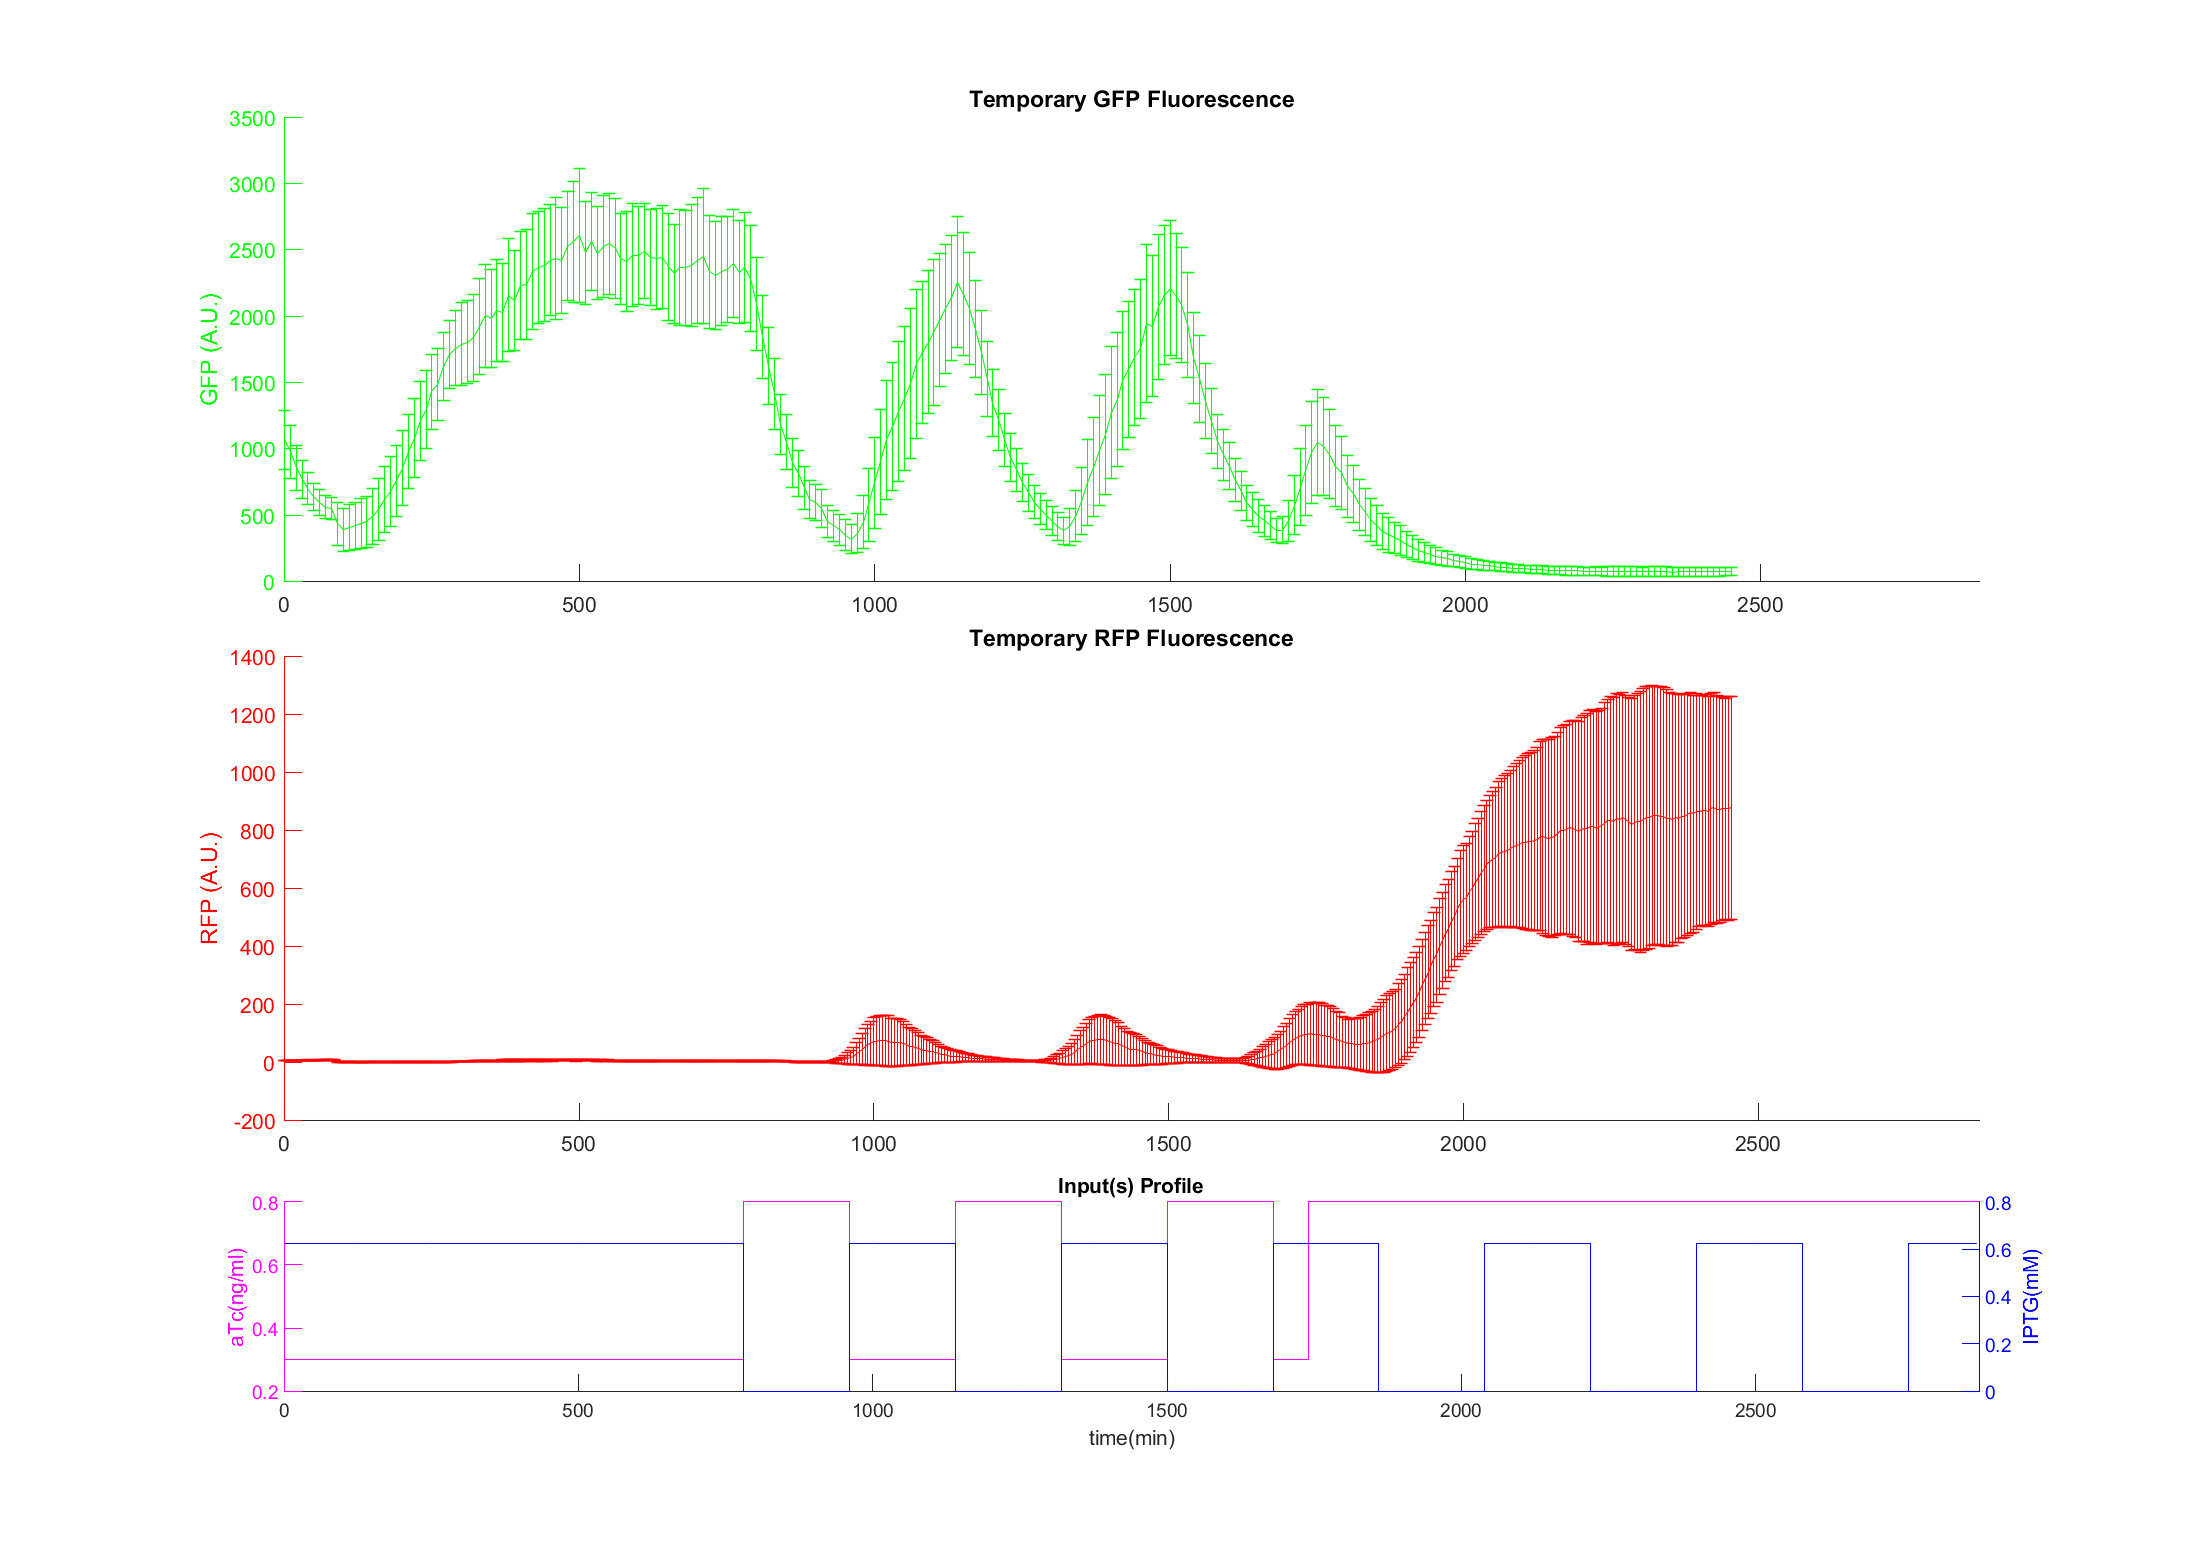 Temporary GFP Fluorescence
3500
3000
2500
2000
1500
1000
500
0
GFP (A.U.)
0 500 1000 1500 2000 2500
Temporary RFP Fluorescence
1400
1200
1000
800
600
400
200
0
-200
RFP (A.U.)
0 500 1000 1500 2000 2500
Input(s) Profile
0.8
0.6
0.4
0.2
aTc(ng/ml)
0.8
0.6
0.4
0.2
0
IPTG(mM)
0 500 1000 1500 2000 2500
time(min)